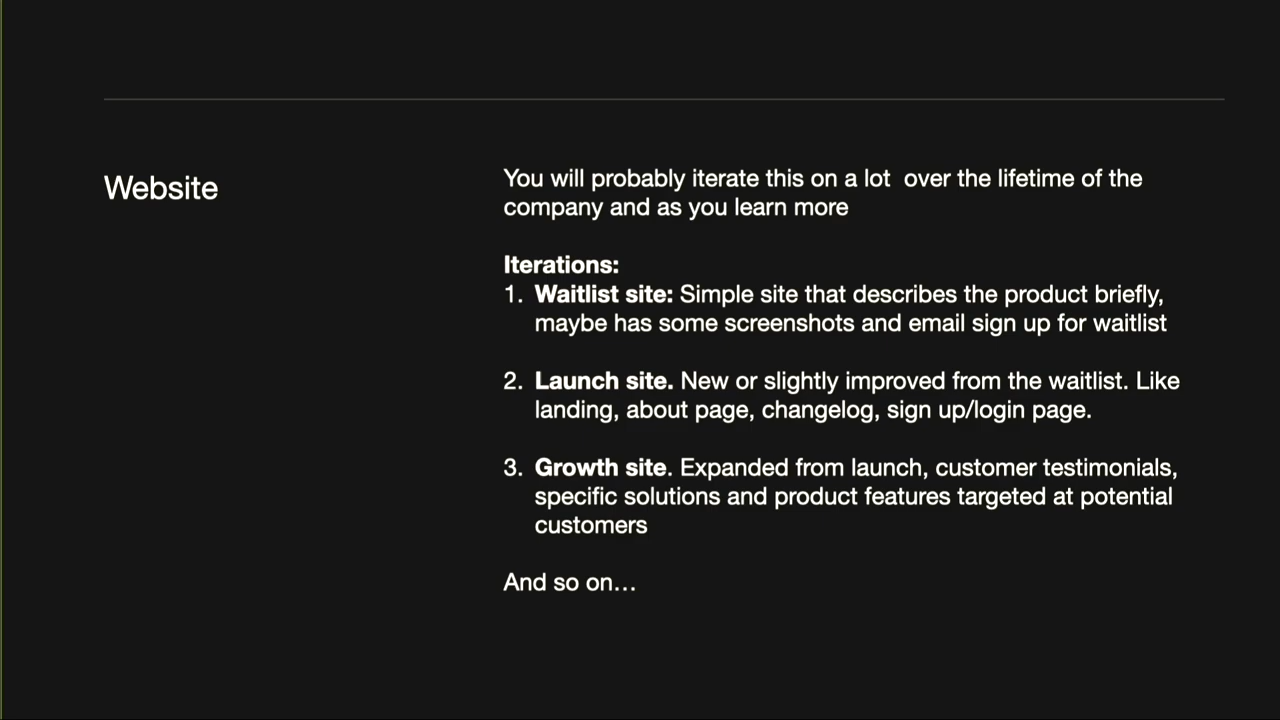 Website
You will probably iterate this on a lot  over the lifetime of the
company and as you learn more
Iterations:
1. Waitlist site: Simple site that describes the product briefly,
maybe has some screenshots and email sign up for waitlist
2. Launch site. New or slightly improved from the waitlist. Like
landing, about page, changelog, sign up/login page.
3. Growth site. Expanded from launch, customer testimonials,
specific solutions and product features targeted at potential
customers
And so on…